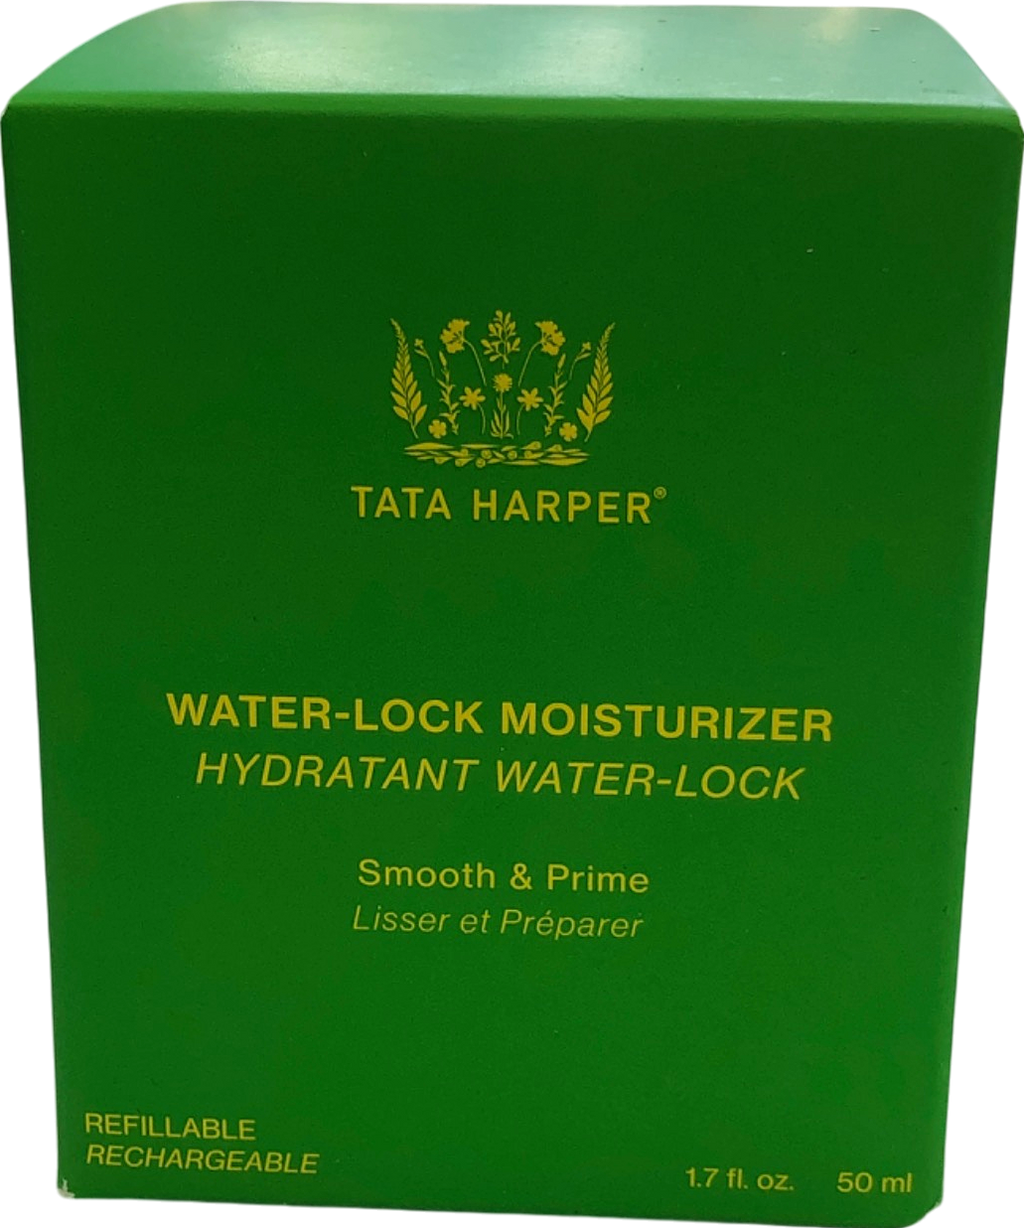 TATA HARPER®
WATER-LOCK MOISTURIZER
HYDRATANT WATER-LOCK
Smooth & Prime
Lisser et Préparer
REFILLABLE
RECHARGEABLE
1.7 fl. oz. 50 ml